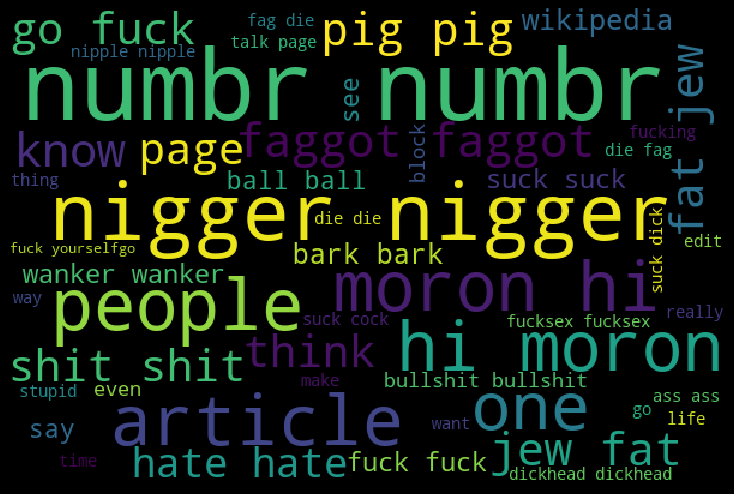 go fuck
fag die
pig pig
wikipedia
nipple nipple
talk page
numbr numbr
see
fat jew
know
page
faggot faggot
block
fucking
die fag
thing
ball ball
suck suck
nigger nigger
die die
suck dick
fuck yourselfgo
bark bark
edit
wanker wanker
people
moron hi
way
suck cock
fucksex fucksex
really
shit shit
think
hi moron
stupid
even
make
bullshit bullshit
article
one
ass ass
say
want
go
life
time
hate hate
fuck fuck
jew fat
dickhead dickhead